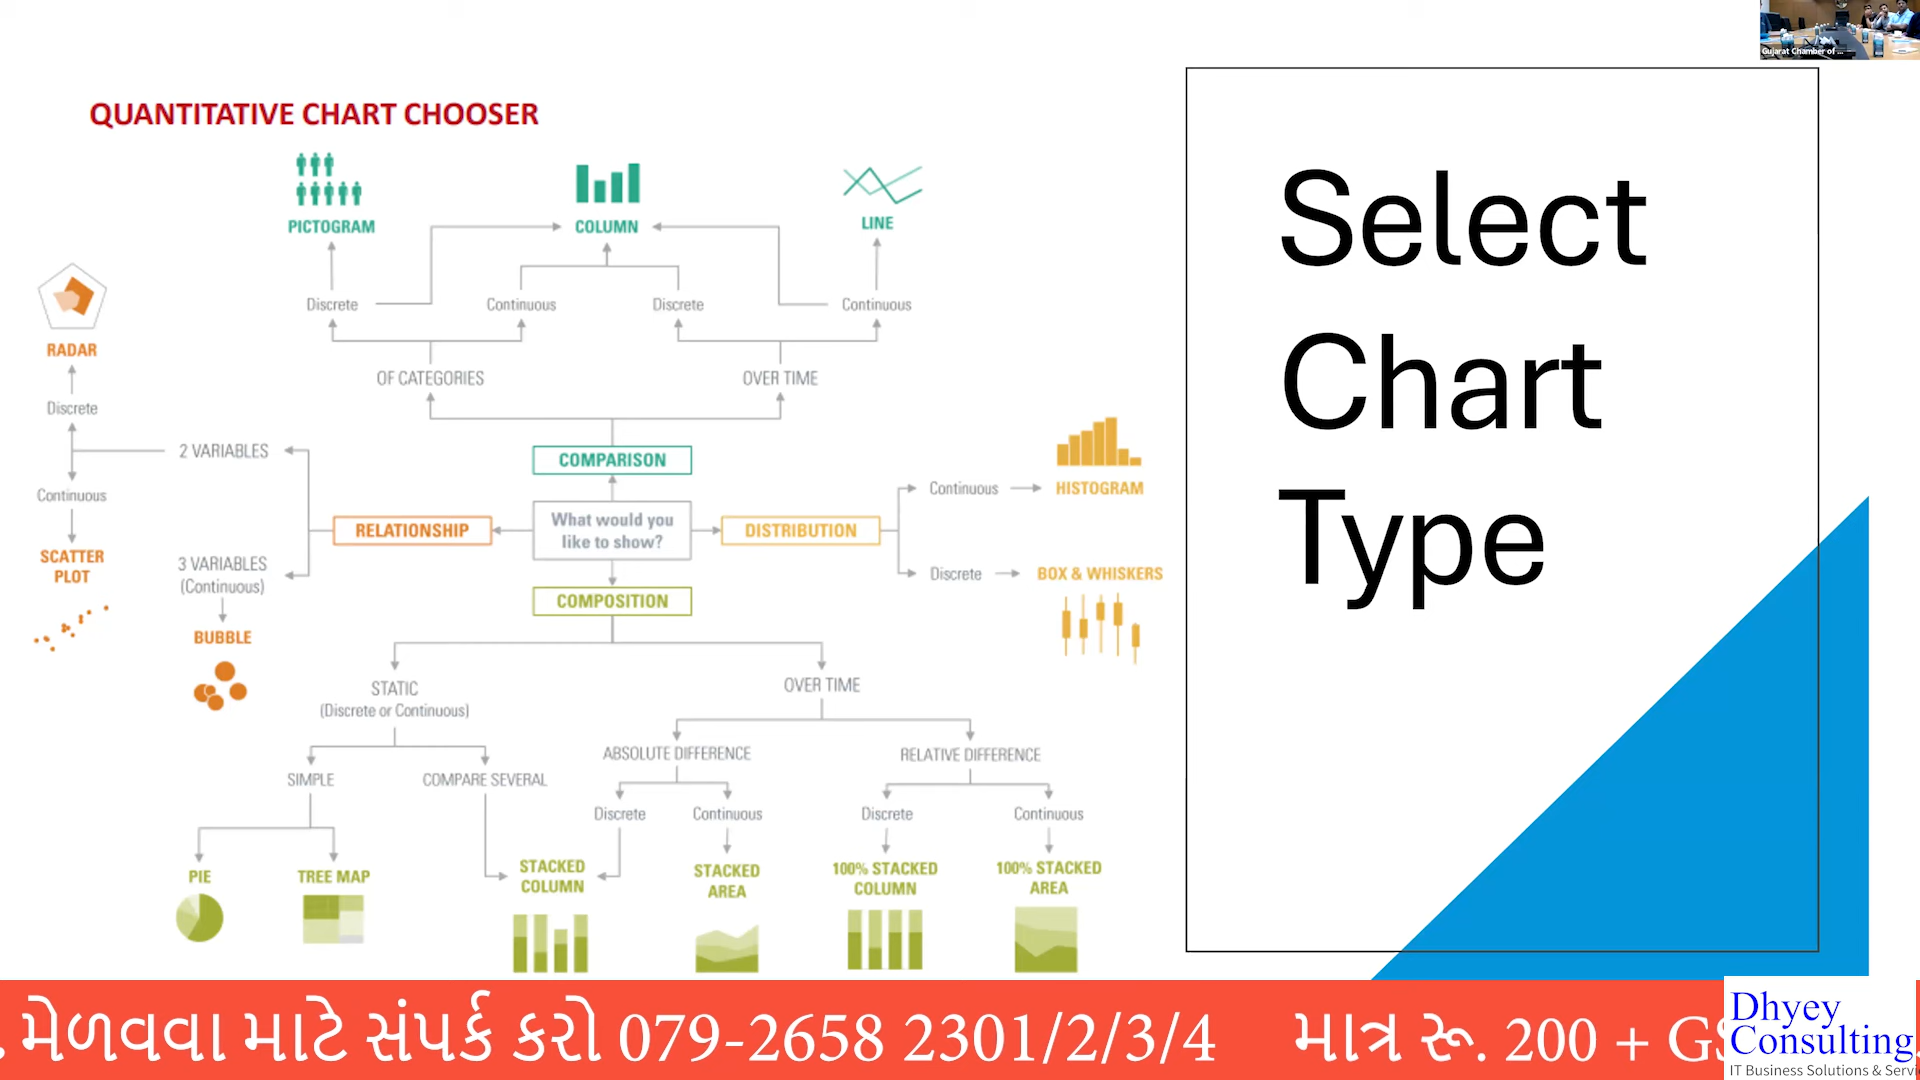 Gujarat Chamber of ...
QUANTITATIVE CHART CHOOSER
Select
Chart
Type
PICTOGRAM
COLUMN
LINE
Discrete
Continuous
Discrete
Continuous
OF CATEGORIES
OVER TIME
RADAR
Discrete
2 VARIABLES
Continuous
SCATTER
PLOT
3 VARIABLES
(Continuous)
BUBBLE
COMPARISON
RELATIONSHIP
What would you
like to show?
DISTRIBUTION
COMPOSITION
Continuous
HISTOGRAM
Discrete
BOX & WHISKERS
STATIC
(Discrete or Continuous)
OVER TIME
SIMPLE
COMPARE SEVERAL
ABSOLUTE DIFFERENCE
RELATIVE DIFFERENCE
Discrete
Continuous
Discrete
Continuous
PIE
TREE MAP
STACKED
COLUMN
STACKED
AREA
100% STACKED
COLUMN
100% STACKED
AREA
. મેળવવા માટે સંપર્ક કરો 079-2658 2301/2/3/4 માત્ર રૂ. 200 + GS
Dhyey
Consulting
IT Business Solutions & Servi